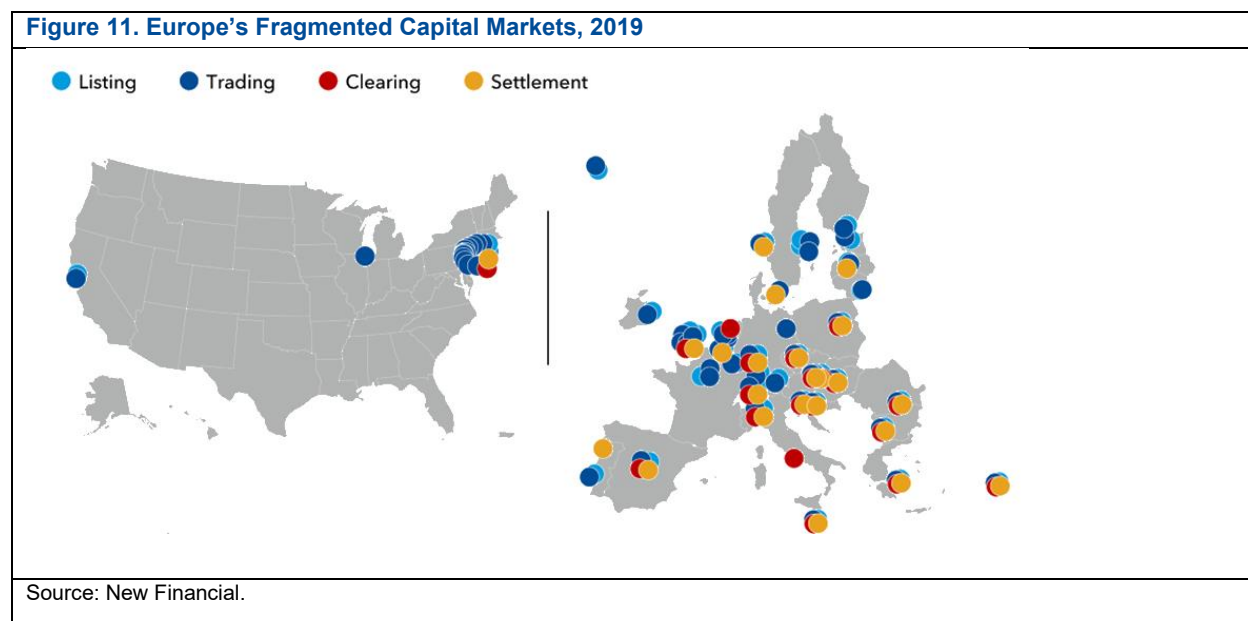 Figure 11. Europe's Fragmented Capital Markets, 2019
Listing Trading Clearing Settlement
Source: New Financial.